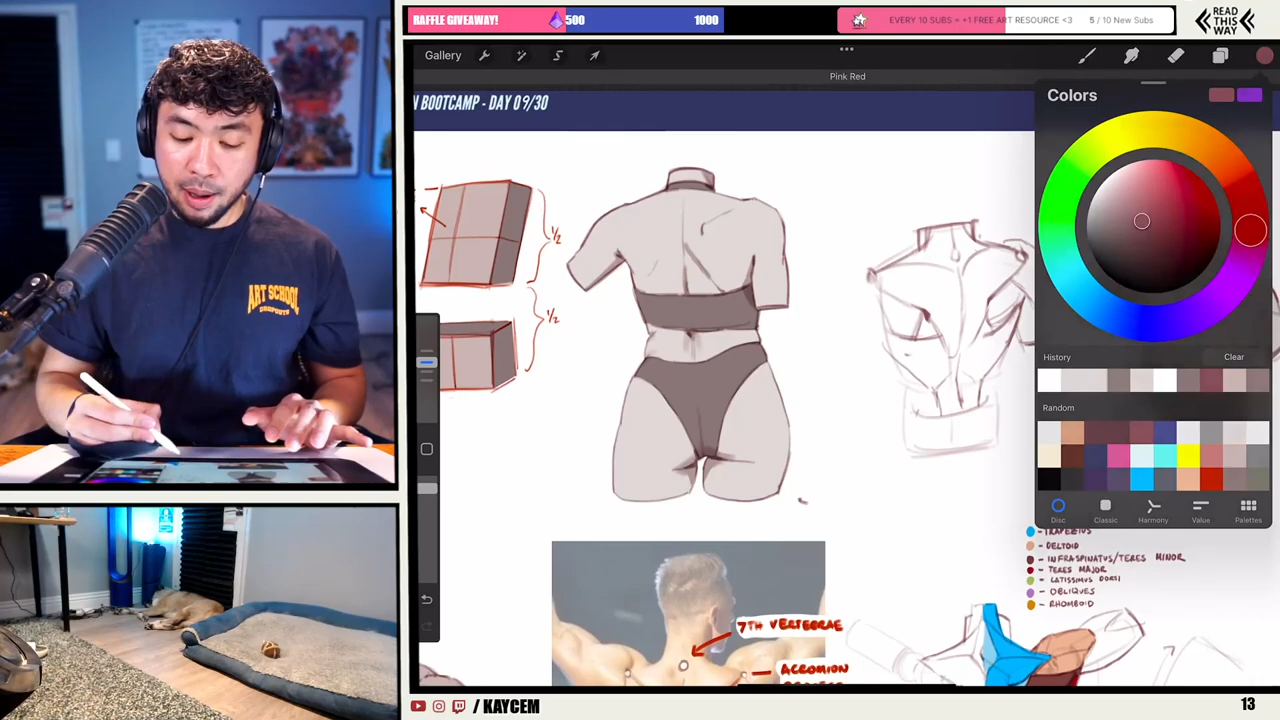 RAFFLE GIVEAWAY!
500
1000
EVERY 10 SUBS = +1 FREE ART RESOURCE <3
5 / 10 New Subs
READ
THIS
WAY
Gallery
Pink Red
N BOOTCAMP - DAY 09/30
Colors
1/2
1/2
ART SCHOOL
DROPOUTS
History
Clear
Random
Disc
Classic
Harmony
Value
Palettes
- TRAPEZIUS
- DELTOID
- INFRASPINATUS/TERES MINOR
- TERES MAJOR
- LATISSIMUS DORSI
- OBLIQUES
- RHOMBOID
7TH VERTEBRAE
ACROMION
/ KAYCEM
13